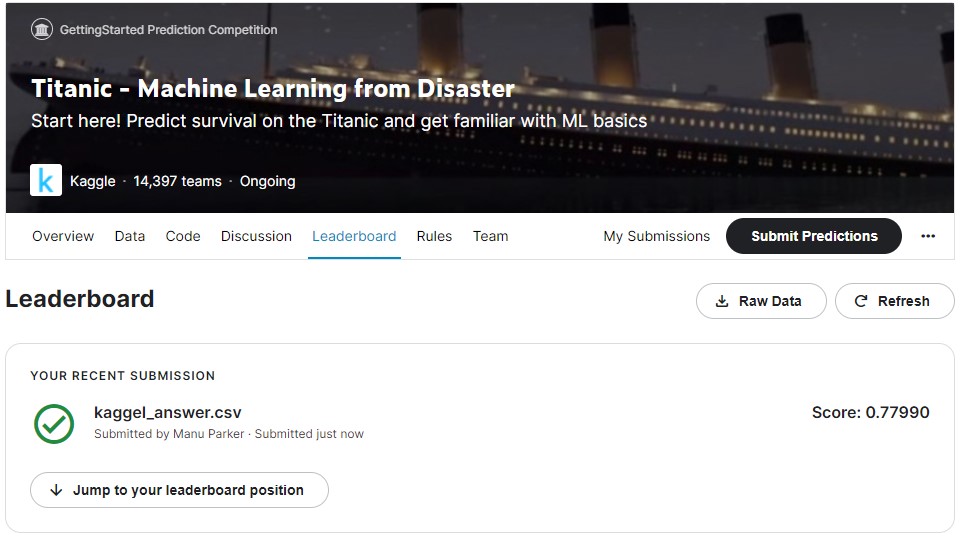 GettingStarted Prediction Competition
Titanic - Machine Learning from Disaster
Start here! Predict survival on the Titanic and get familiar with ML basics
k Kaggle · 14,397 teams · Ongoing
Overview Data Code Discussion Leaderboard Rules Team My Submissions Submit Predictions ···
Leaderboard Raw Data Refresh
YOUR RECENT SUBMISSION
kaggel_answer.csv Score: 0.77990
Submitted by Manu Parker · Submitted just now
Jump to your leaderboard position